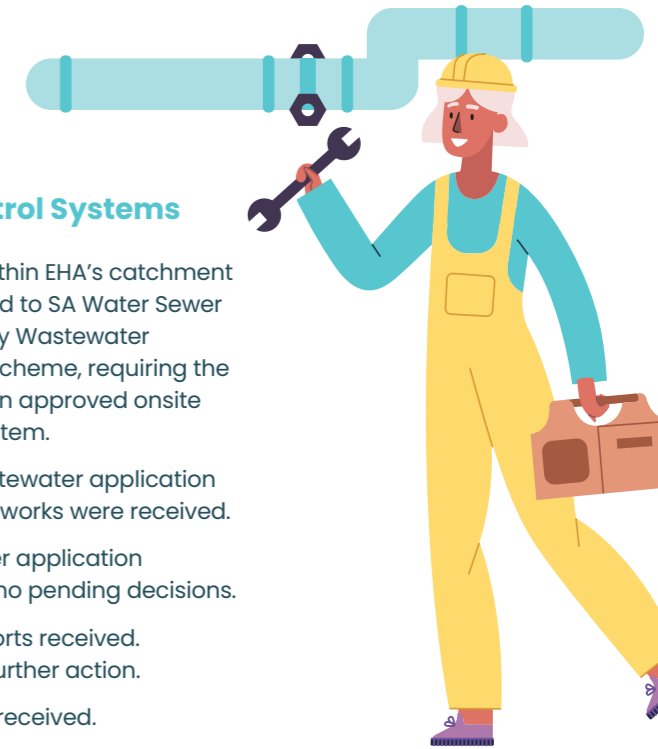 trol Systems
thin EHA's catchment
d to SA Water Sewer
y Wastewater
cheme, requiring the
n approved onsite
tem.
tewater application
works were received.
er application
no pending decisions.
orts received.
urther action.
received.